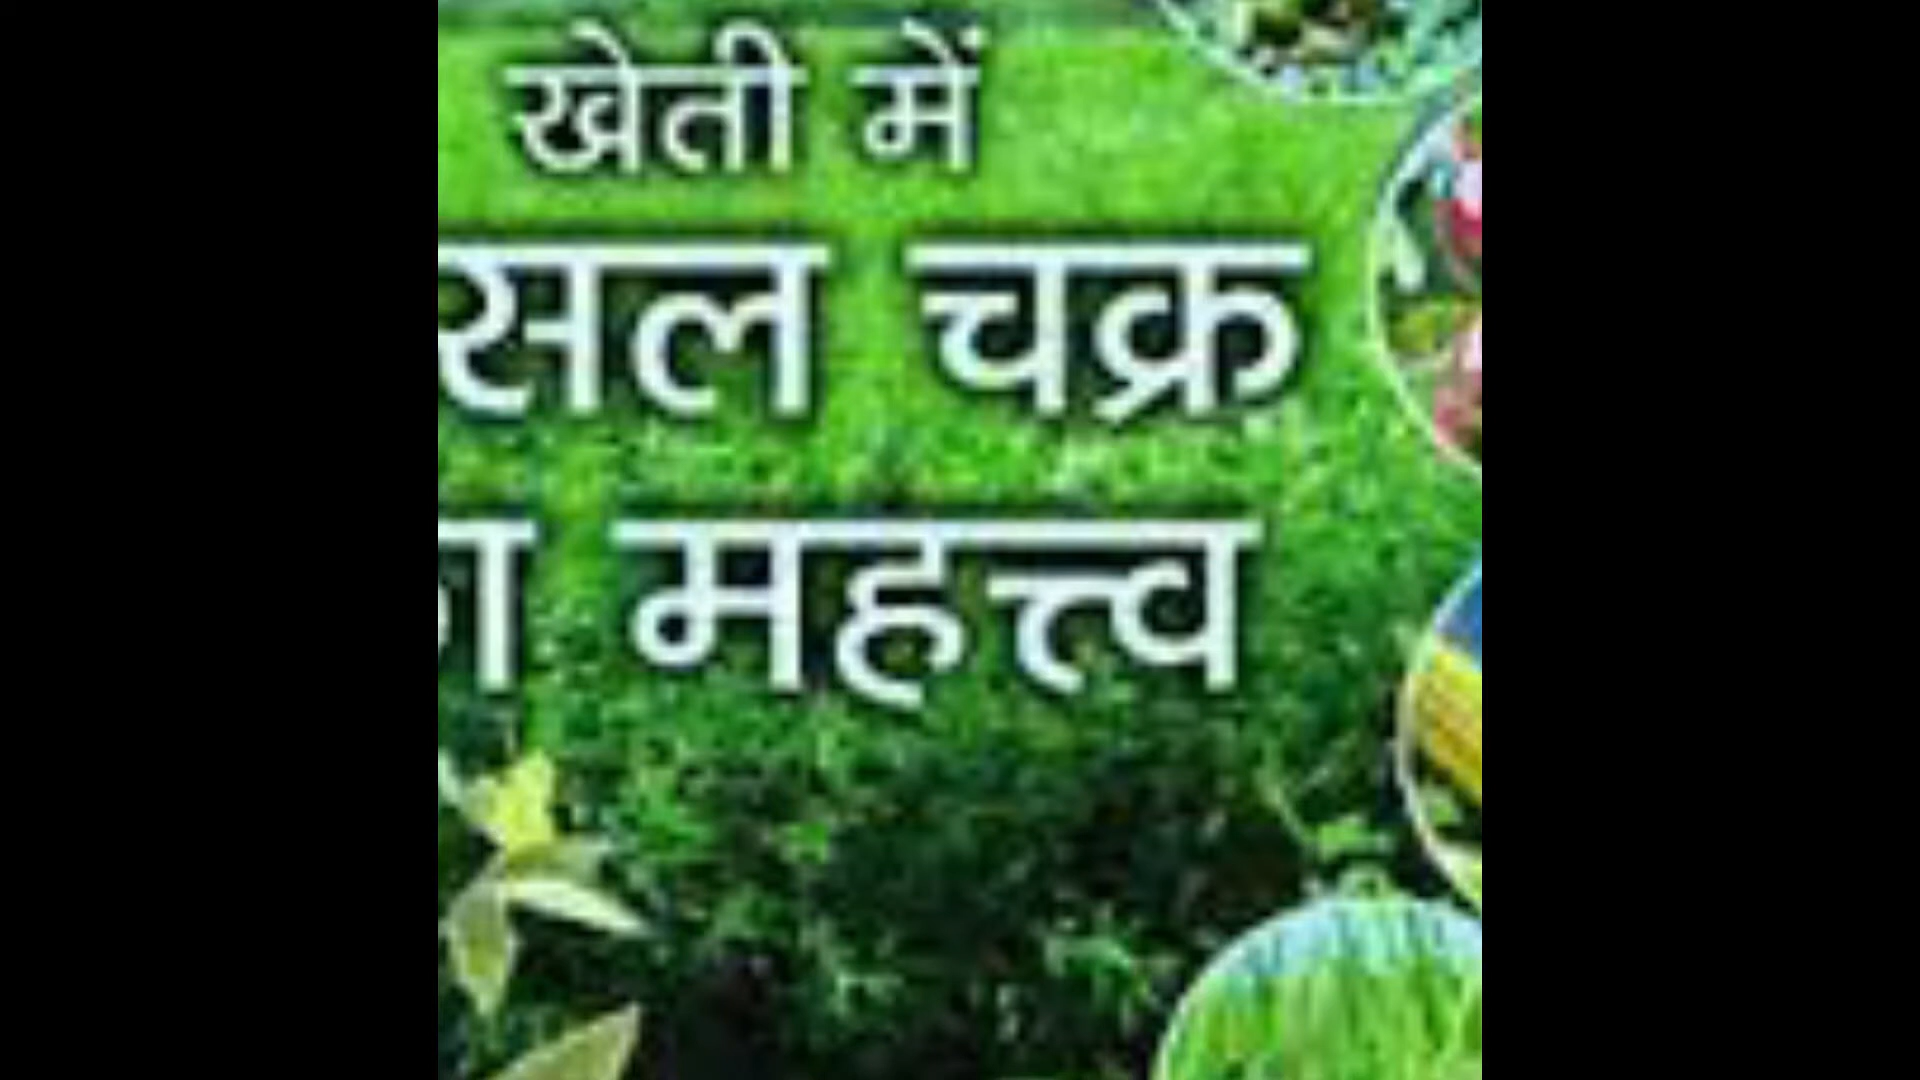 खेती में
सल चक्र
ा महत्त्व